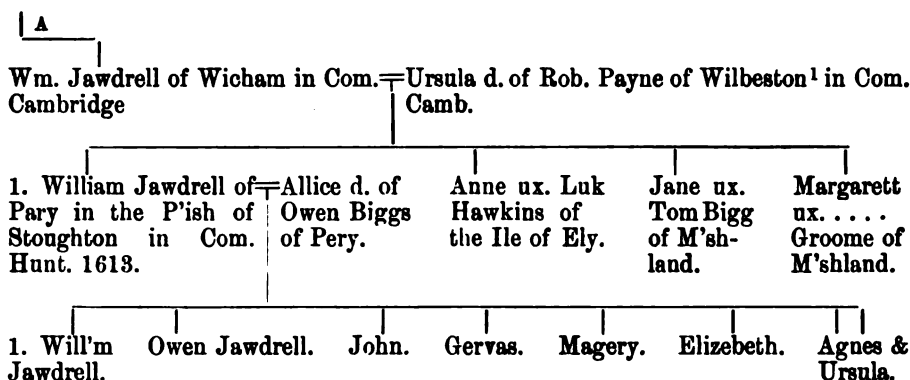 A
Wm. Jawdrell of Wicham in Com. Cambridge
Ursula d. of Rob. Payne of Wilbeston¹ in Com. Camb.
1. William Jawdrell of
Pary in the P'ish of
Stoughton in Com.
Hunt. 1613.
Allice d. of
Owen Biggs
of Pery.
Anne ux. Luk
Hawkins of
the Ile of Ely.
Jane ux.
Tom Bigg
of M'sh-
land.
Margarett
ux. . . . .
Groome of
M'shland.
1. Will'm
Jawdrell.
Owen Jawdrell.
John.
Gervas.
Magery.
Elizebeth.
Agnes &
Ursula.